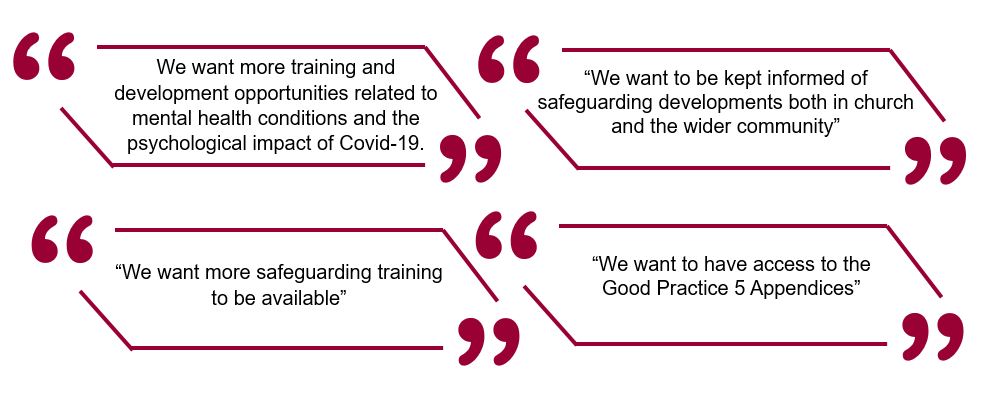 We want more training and
development opportunities related to
mental health conditions and the
psychological impact of Covid-19.
“We want to be kept informed of
safeguarding developments both in church
and the wider community”
“We want more safeguarding training
to be available”
“We want to have access to the
Good Practice 5 Appendices”